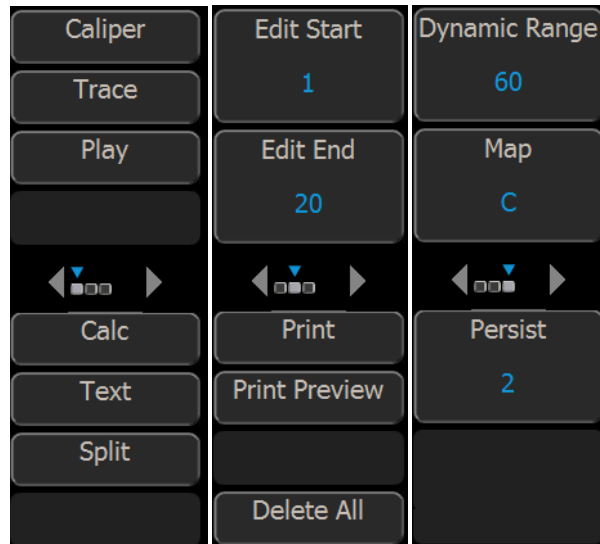 Caliper
Trace
Play
Calc
Text
Split
Edit Start
1
Edit End
20
Print
Print Preview
Delete All
Dynamic Range
60
Map
C
Persist
2